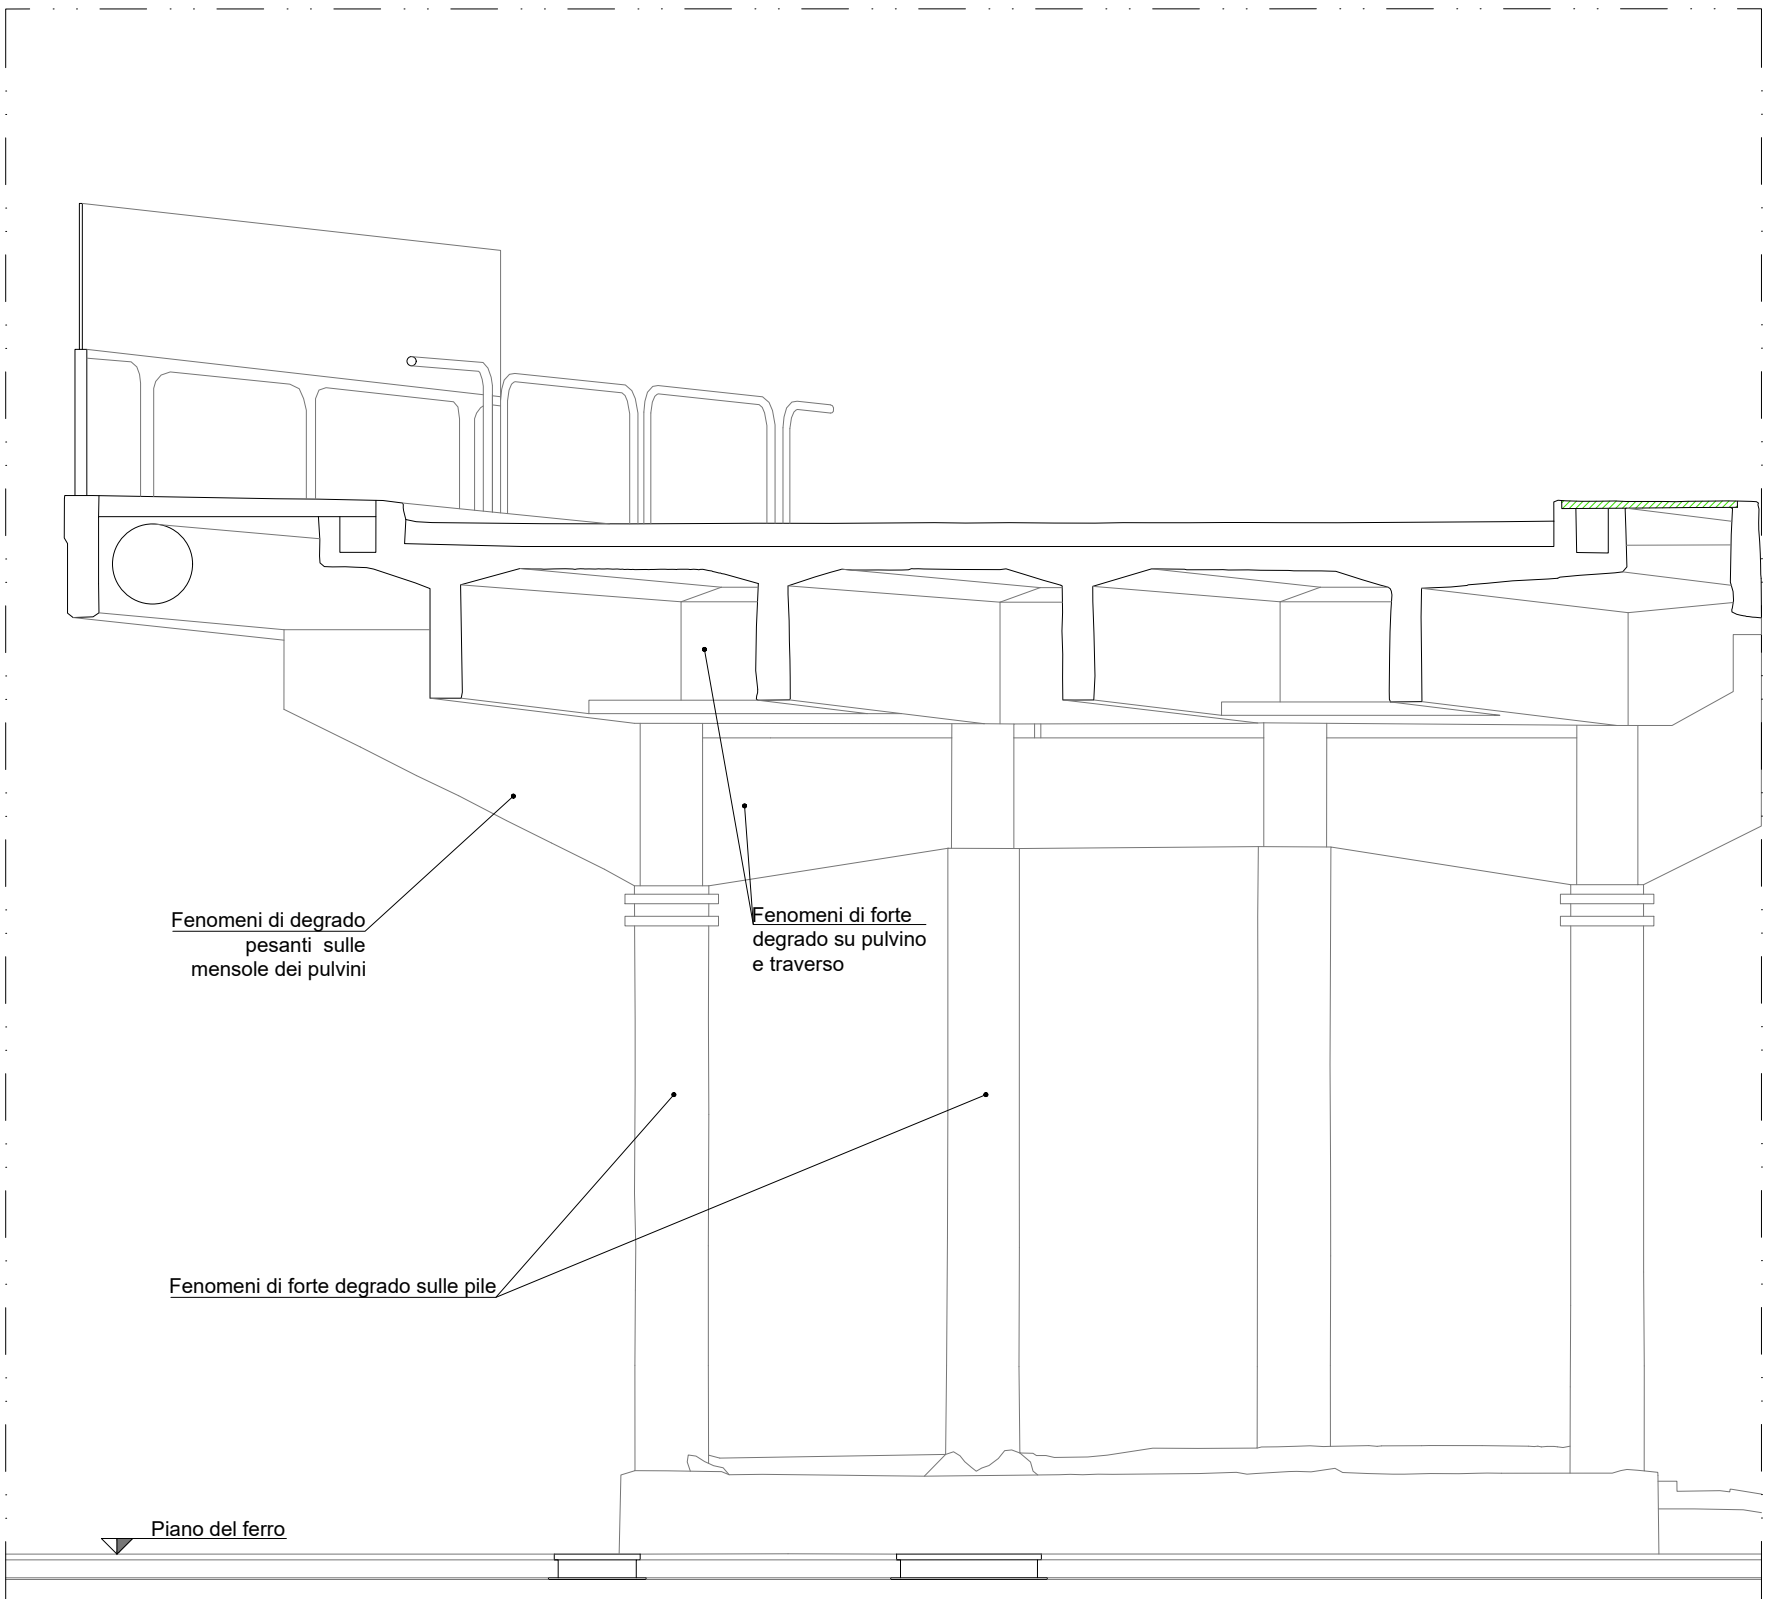 Fenomeni di degrado
pesanti sulle
mensole dei pulvini
Fenomeni di forte
degrado su pulvino
e traverso
Fenomeni di forte degrado sulle pile
Piano del ferro